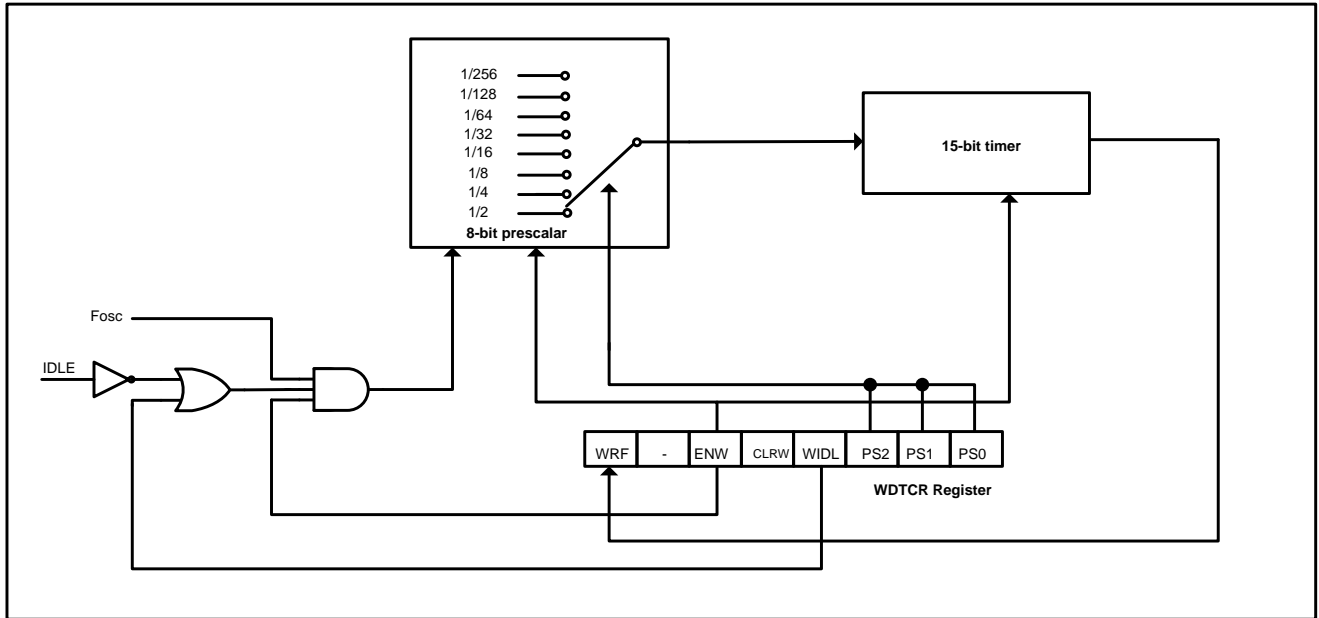 1/256
1/128
1/64
1/32
1/16
1/8
1/4
1/2
8-bit prescalar
15-bit timer
Fosc
IDLE
WRF - ENW CLRW WIDL PS2 PS1 PS0
WDTCR Register